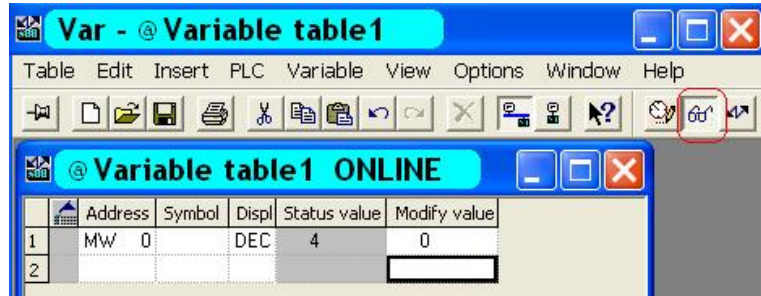 Var - @ Variable table1
Table Edit Insert PLC Variable View Options Window Help
@ Variable table1 ONLINE
Address Symbol Displ Status value Modify value
1 MW 0 DEC 4 0
2